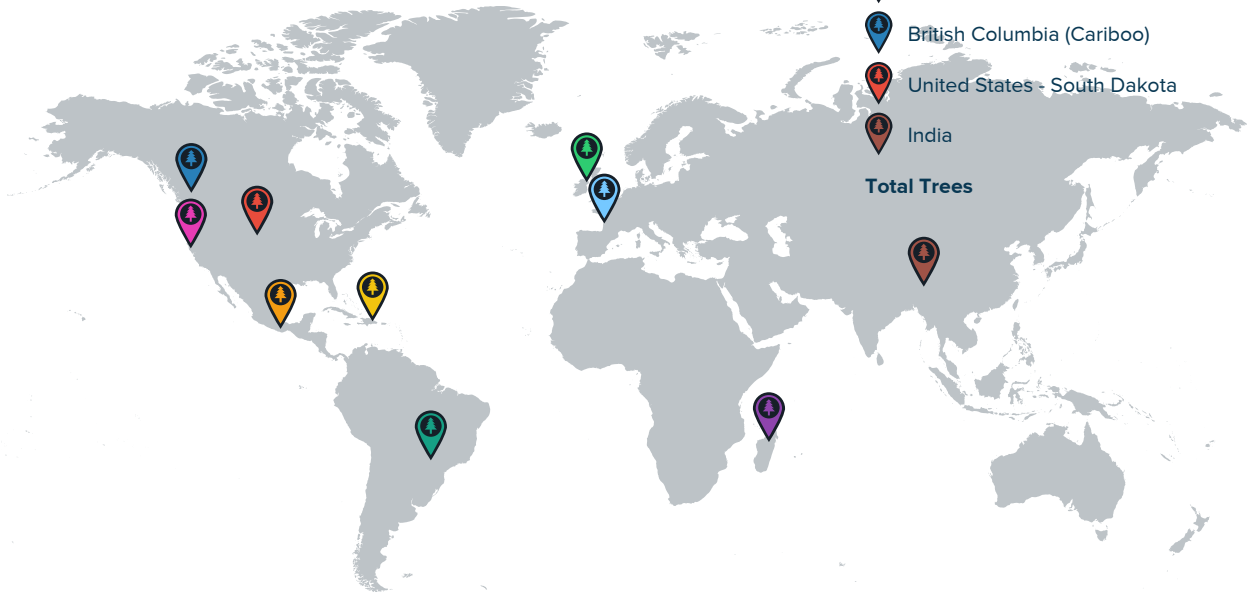 British Columbia (Cariboo)
United States - South Dakota
India
Total Trees